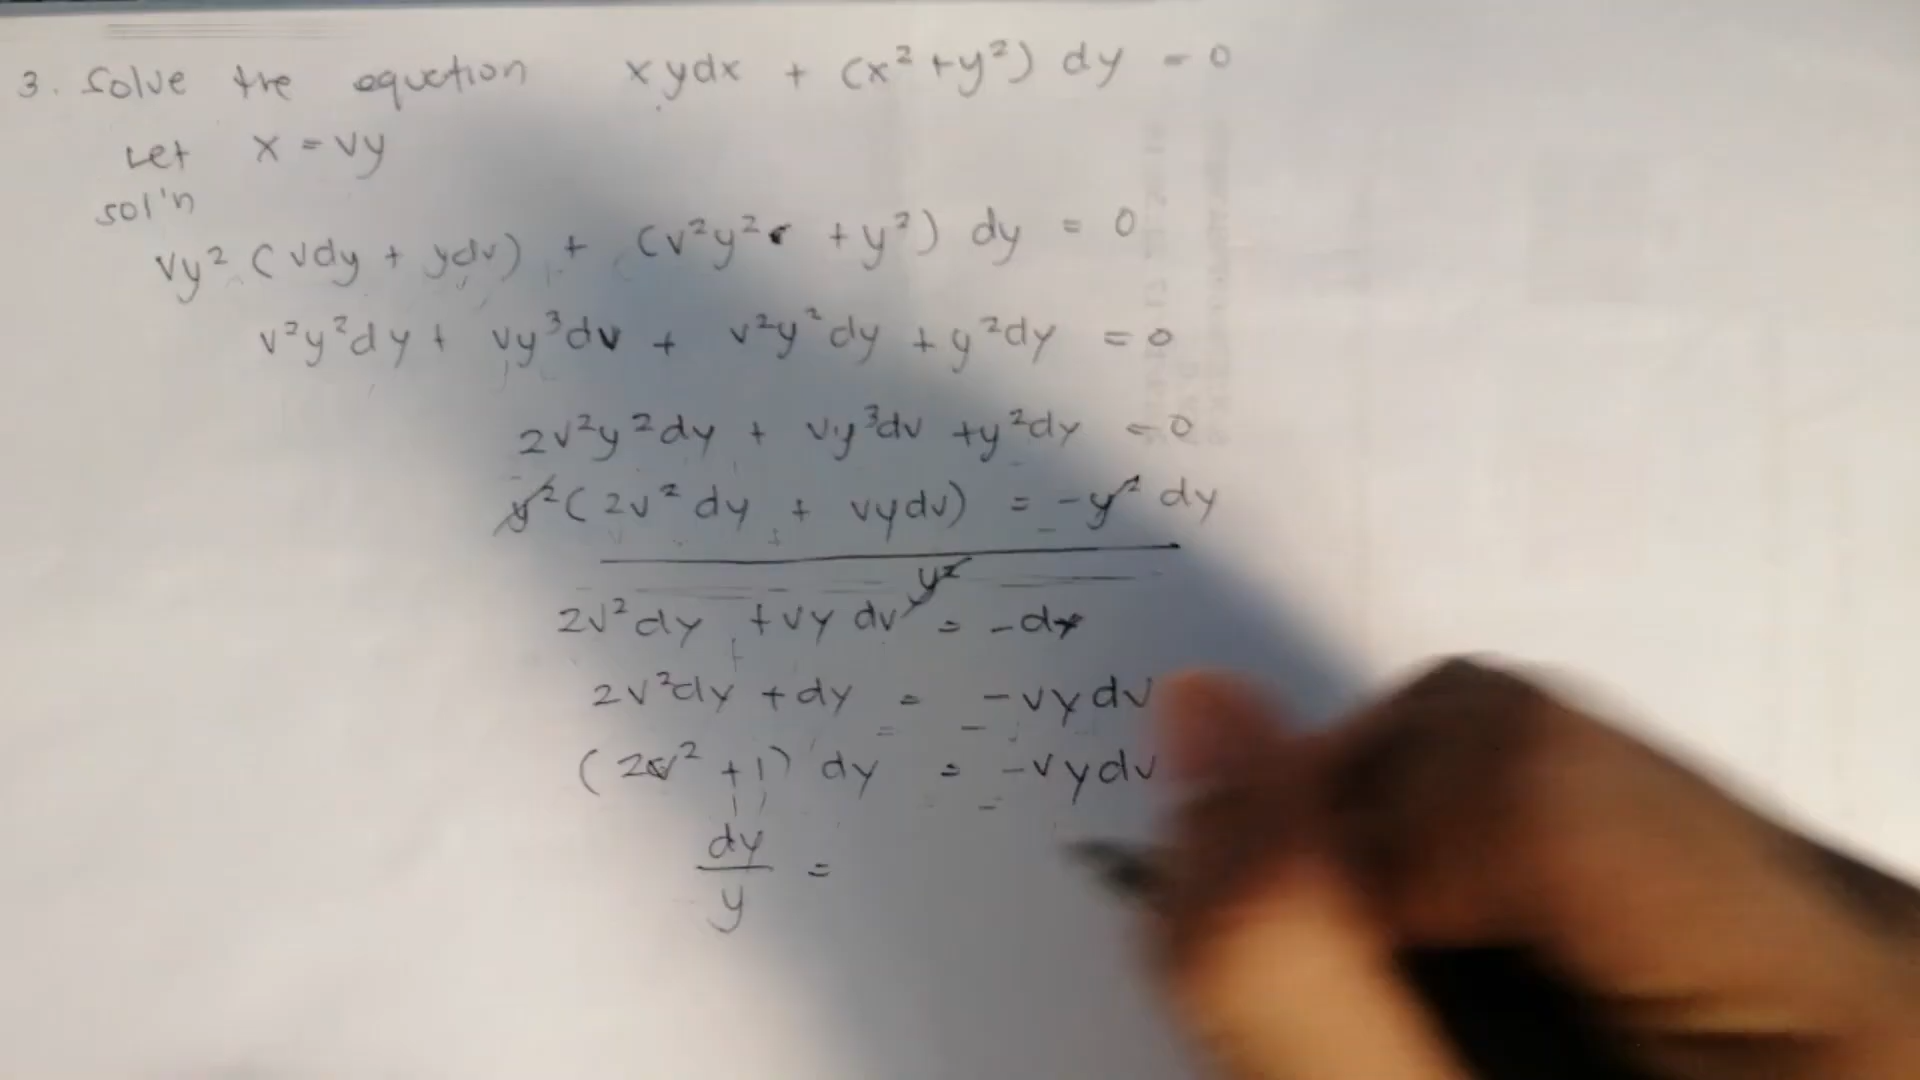 3. Solve the equation xydx + (x² + y²) dy = 0
Let x = vy
sol'n
vy² (vdy + ydv) + (v²y² + y²) dy = 0
v²y²dy + vy³dv + v²y²dy + y²dy = 0
2v²y²dy + vy³dv + y²dy = 0
y²(2v²dy + vydv) = -y² dy
y²
2v²dy + vy dv = -dy
2v²dy + dy = -vydv
(2v² + 1) dy = -vydv
dy/y =